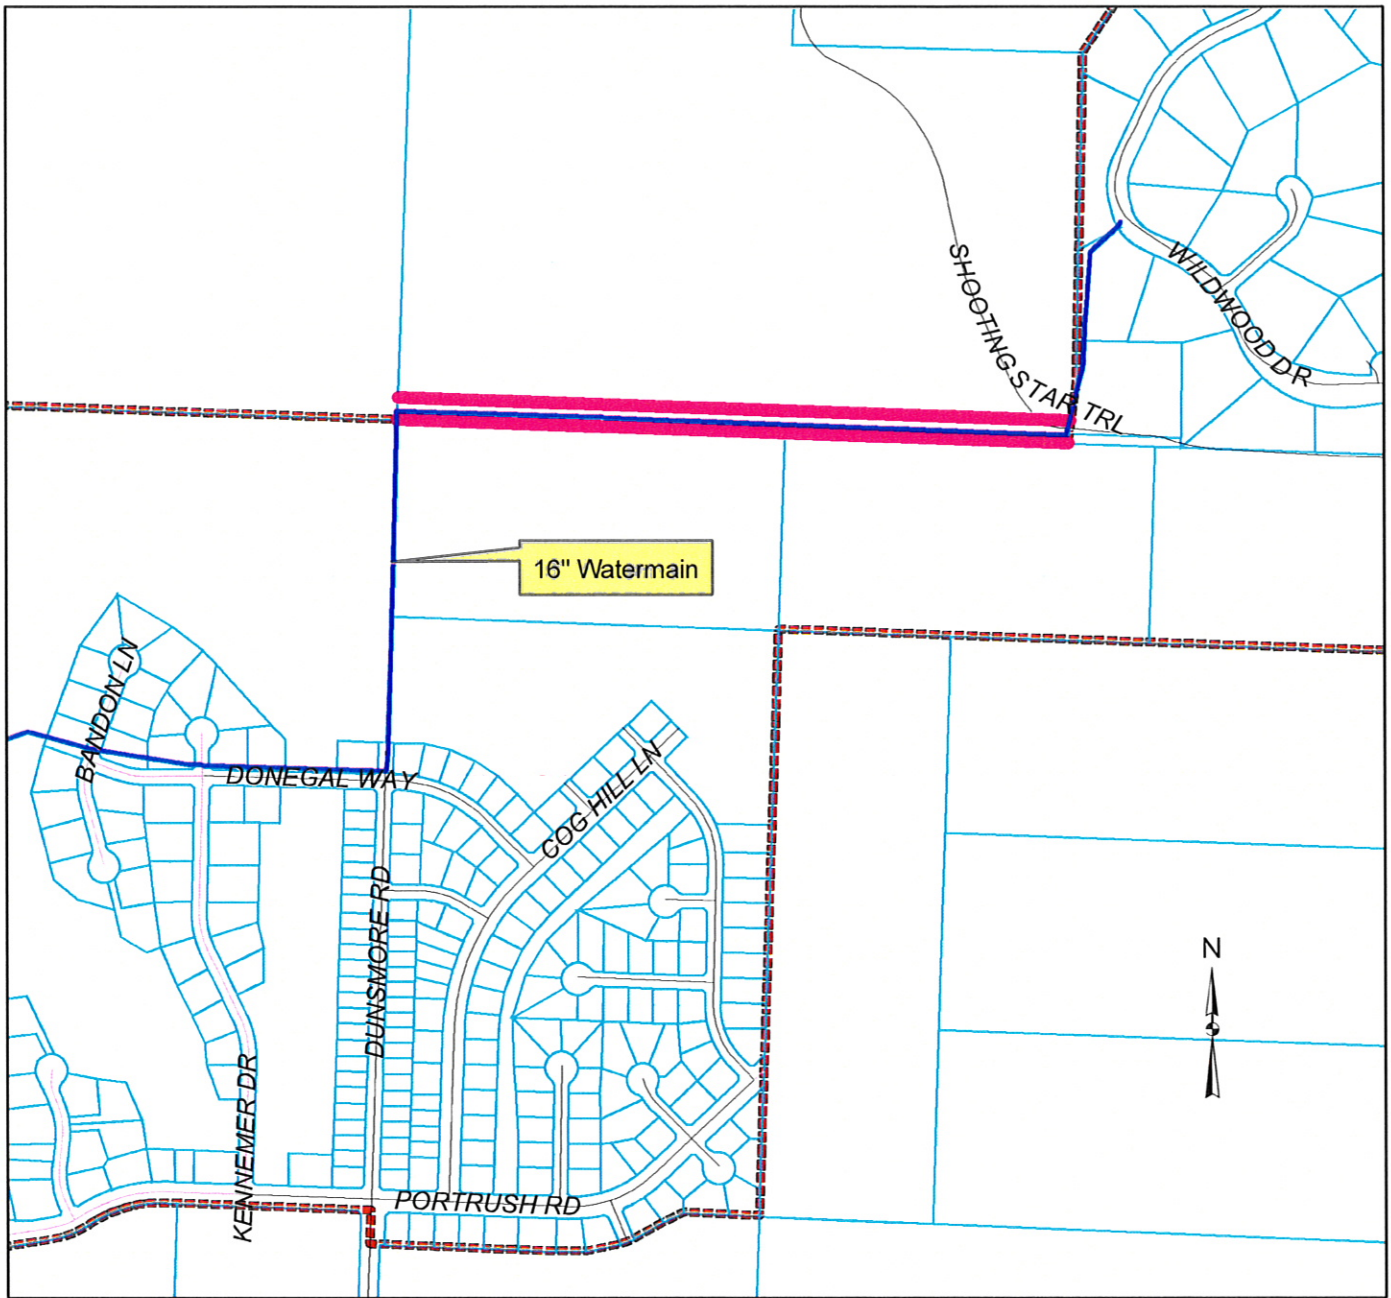 SHOOTING STAR TRL
WILDWOOD DR
16" Watermain
BANDON LN
DONEGAL WAY
COG HILL LN
DUNSMORE RD
N
KENNEMER DR
PORTRUSH RD